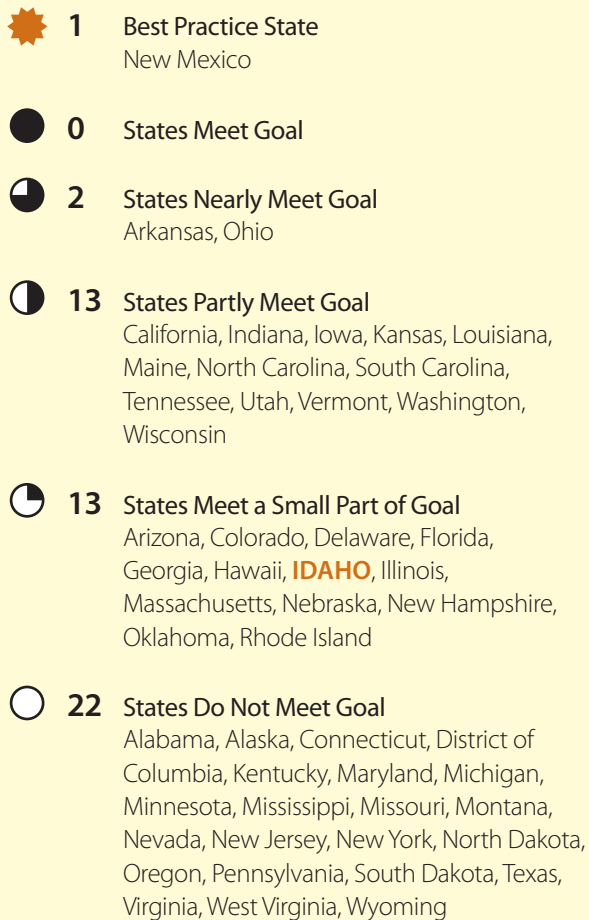 1 Best Practice State
New Mexico
0 States Meet Goal
2 States Nearly Meet Goal
Arkansas, Ohio
13 States Partly Meet Goal
California, Indiana, Iowa, Kansas, Louisiana,
Maine, North Carolina, South Carolina,
Tennessee, Utah, Vermont, Washington,
Wisconsin
13 States Meet a Small Part of Goal
Arizona, Colorado, Delaware, Florida,
Georgia, Hawaii, IDAHO, Illinois,
Massachusetts, Nebraska, New Hampshire,
Oklahoma, Rhode Island
22 States Do Not Meet Goal
Alabama, Alaska, Connecticut, District of
Columbia, Kentucky, Maryland, Michigan,
Minnesota, Mississippi, Missouri, Montana,
Nevada, New Jersey, New York, North Dakota,
Oregon, Pennsylvania, South Dakota, Texas,
Virginia, West Virginia, Wyoming